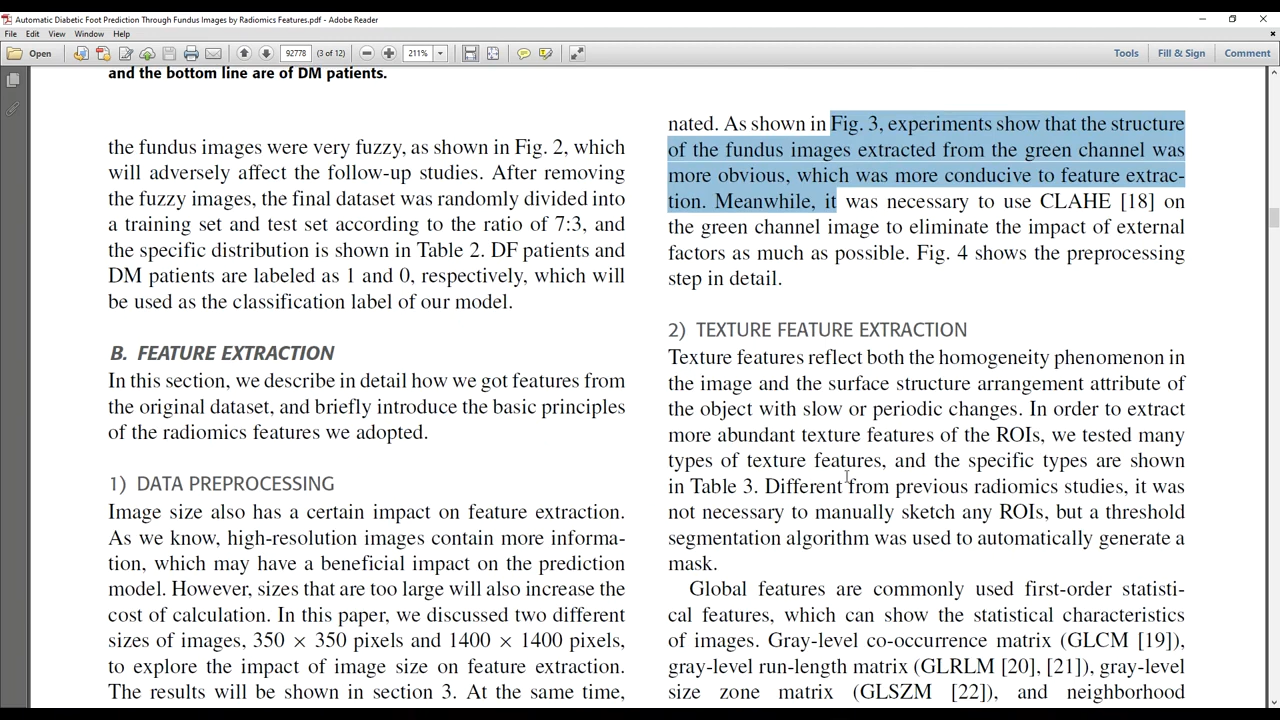 Automatic Diabetic Foot Prediction Through Fundus Images by Radiomics Features.pdf - Adobe Reader
File Edit View Window Help
Open 92778 (3 of 12) 211% Tools Fill & Sign Comment
and the bottom line are of DM patients.
the fundus images were very fuzzy, as shown in Fig. 2, which
will adversely affect the follow-up studies. After removing
the fuzzy images, the final dataset was randomly divided into
a training set and test set according to the ratio of 7:3, and
the specific distribution is shown in Table 2. DF patients and
DM patients are labeled as 1 and 0, respectively, which will
be used as the classification label of our model.
B. FEATURE EXTRACTION
In this section, we describe in detail how we got features from
the original dataset, and briefly introduce the basic principles
of the radiomics features we adopted.
1) DATA PREPROCESSING
Image size also has a certain impact on feature extraction.
As we know, high-resolution images contain more informa-
tion, which may have a beneficial impact on the prediction
model. However, sizes that are too large will also increase the
cost of calculation. In this paper, we discussed two different
sizes of images, 350 × 350 pixels and 1400 × 1400 pixels,
to explore the impact of image size on feature extraction.
The results will be shown in section 3. At the same time,
nated. As shown in Fig. 3, experiments show that the structure
of the fundus images extracted from the green channel was
more obvious, which was more conducive to feature extrac-
tion. Meanwhile, it was necessary to use CLAHE [18] on
the green channel image to eliminate the impact of external
factors as much as possible. Fig. 4 shows the preprocessing
step in detail.
2) TEXTURE FEATURE EXTRACTION
Texture features reflect both the homogeneity phenomenon in
the image and the surface structure arrangement attribute of
the object with slow or periodic changes. In order to extract
more abundant texture features of the ROIs, we tested many
types of texture features, and the specific types are shown
in Table 3. Different from previous radiomics studies, it was
not necessary to manually sketch any ROIs, but a threshold
segmentation algorithm was used to automatically generate a
mask.
Global features are commonly used first-order statisti-
cal features, which can show the statistical characteristics
of images. Gray-level co-occurrence matrix (GLCM [19]),
gray-level run-length matrix (GLRLM [20], [21]), gray-level
size zone matrix (GLSZM [22]), and neighborhood